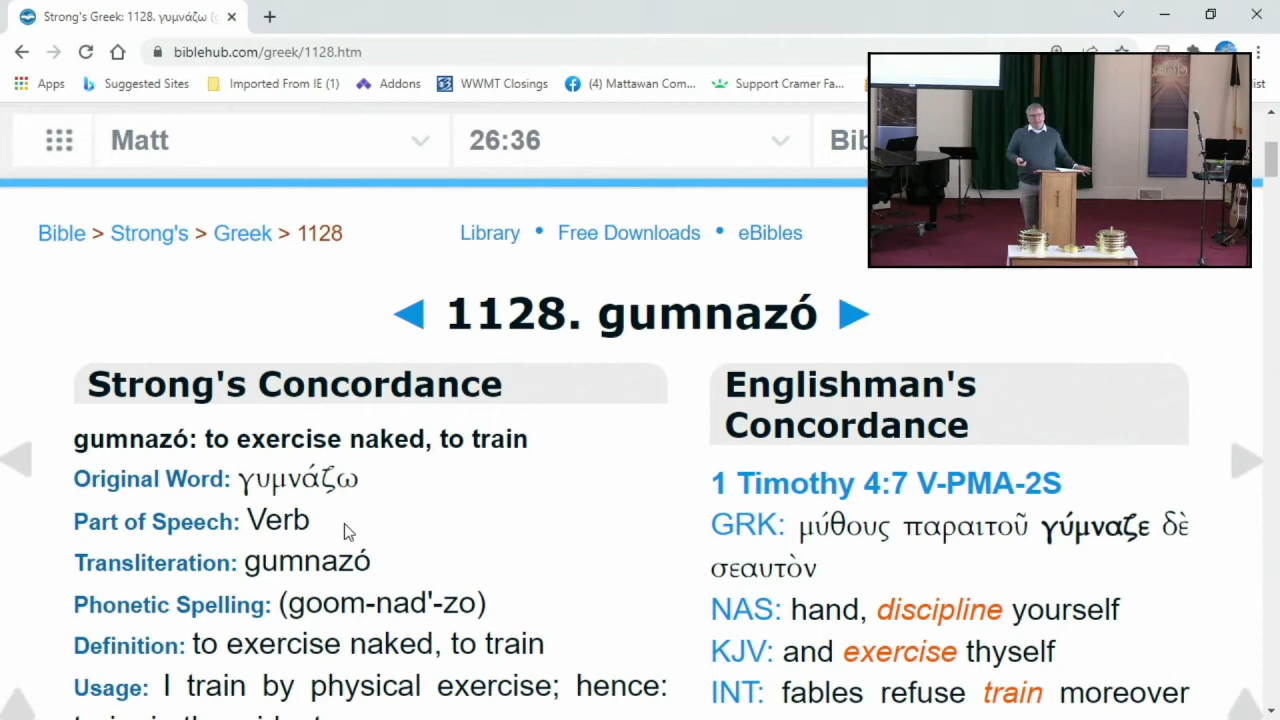 Strong's Greek: 1128. γυμνάζω (
biblehub.com/greek/1128.htm
Apps Suggested Sites Imported From IE (1) Addons WWMT Closings (4) Mattawan Com... Support Cramer Fa...
Matt 26:36
Bible > Strong's > Greek > 1128 Library • Free Downloads • eBibles
◄ 1128. gumnazó ►
Strong's Concordance
gumnazó: to exercise naked, to train
Original Word: γυμνάζω
Part of Speech: Verb
Transliteration: gumnazó
Phonetic Spelling: (goom-nad'-zo)
Definition: to exercise naked, to train
Usage: I train by physical exercise; hence:
Englishman's
Concordance
1 Timothy 4:7 V-PMA-2S
GRK: μύθους παραιτοῦ γύμναζε δὲ
σεαυτὸν
NAS: hand, discipline yourself
KJV: and exercise thyself
INT: fables refuse train moreover